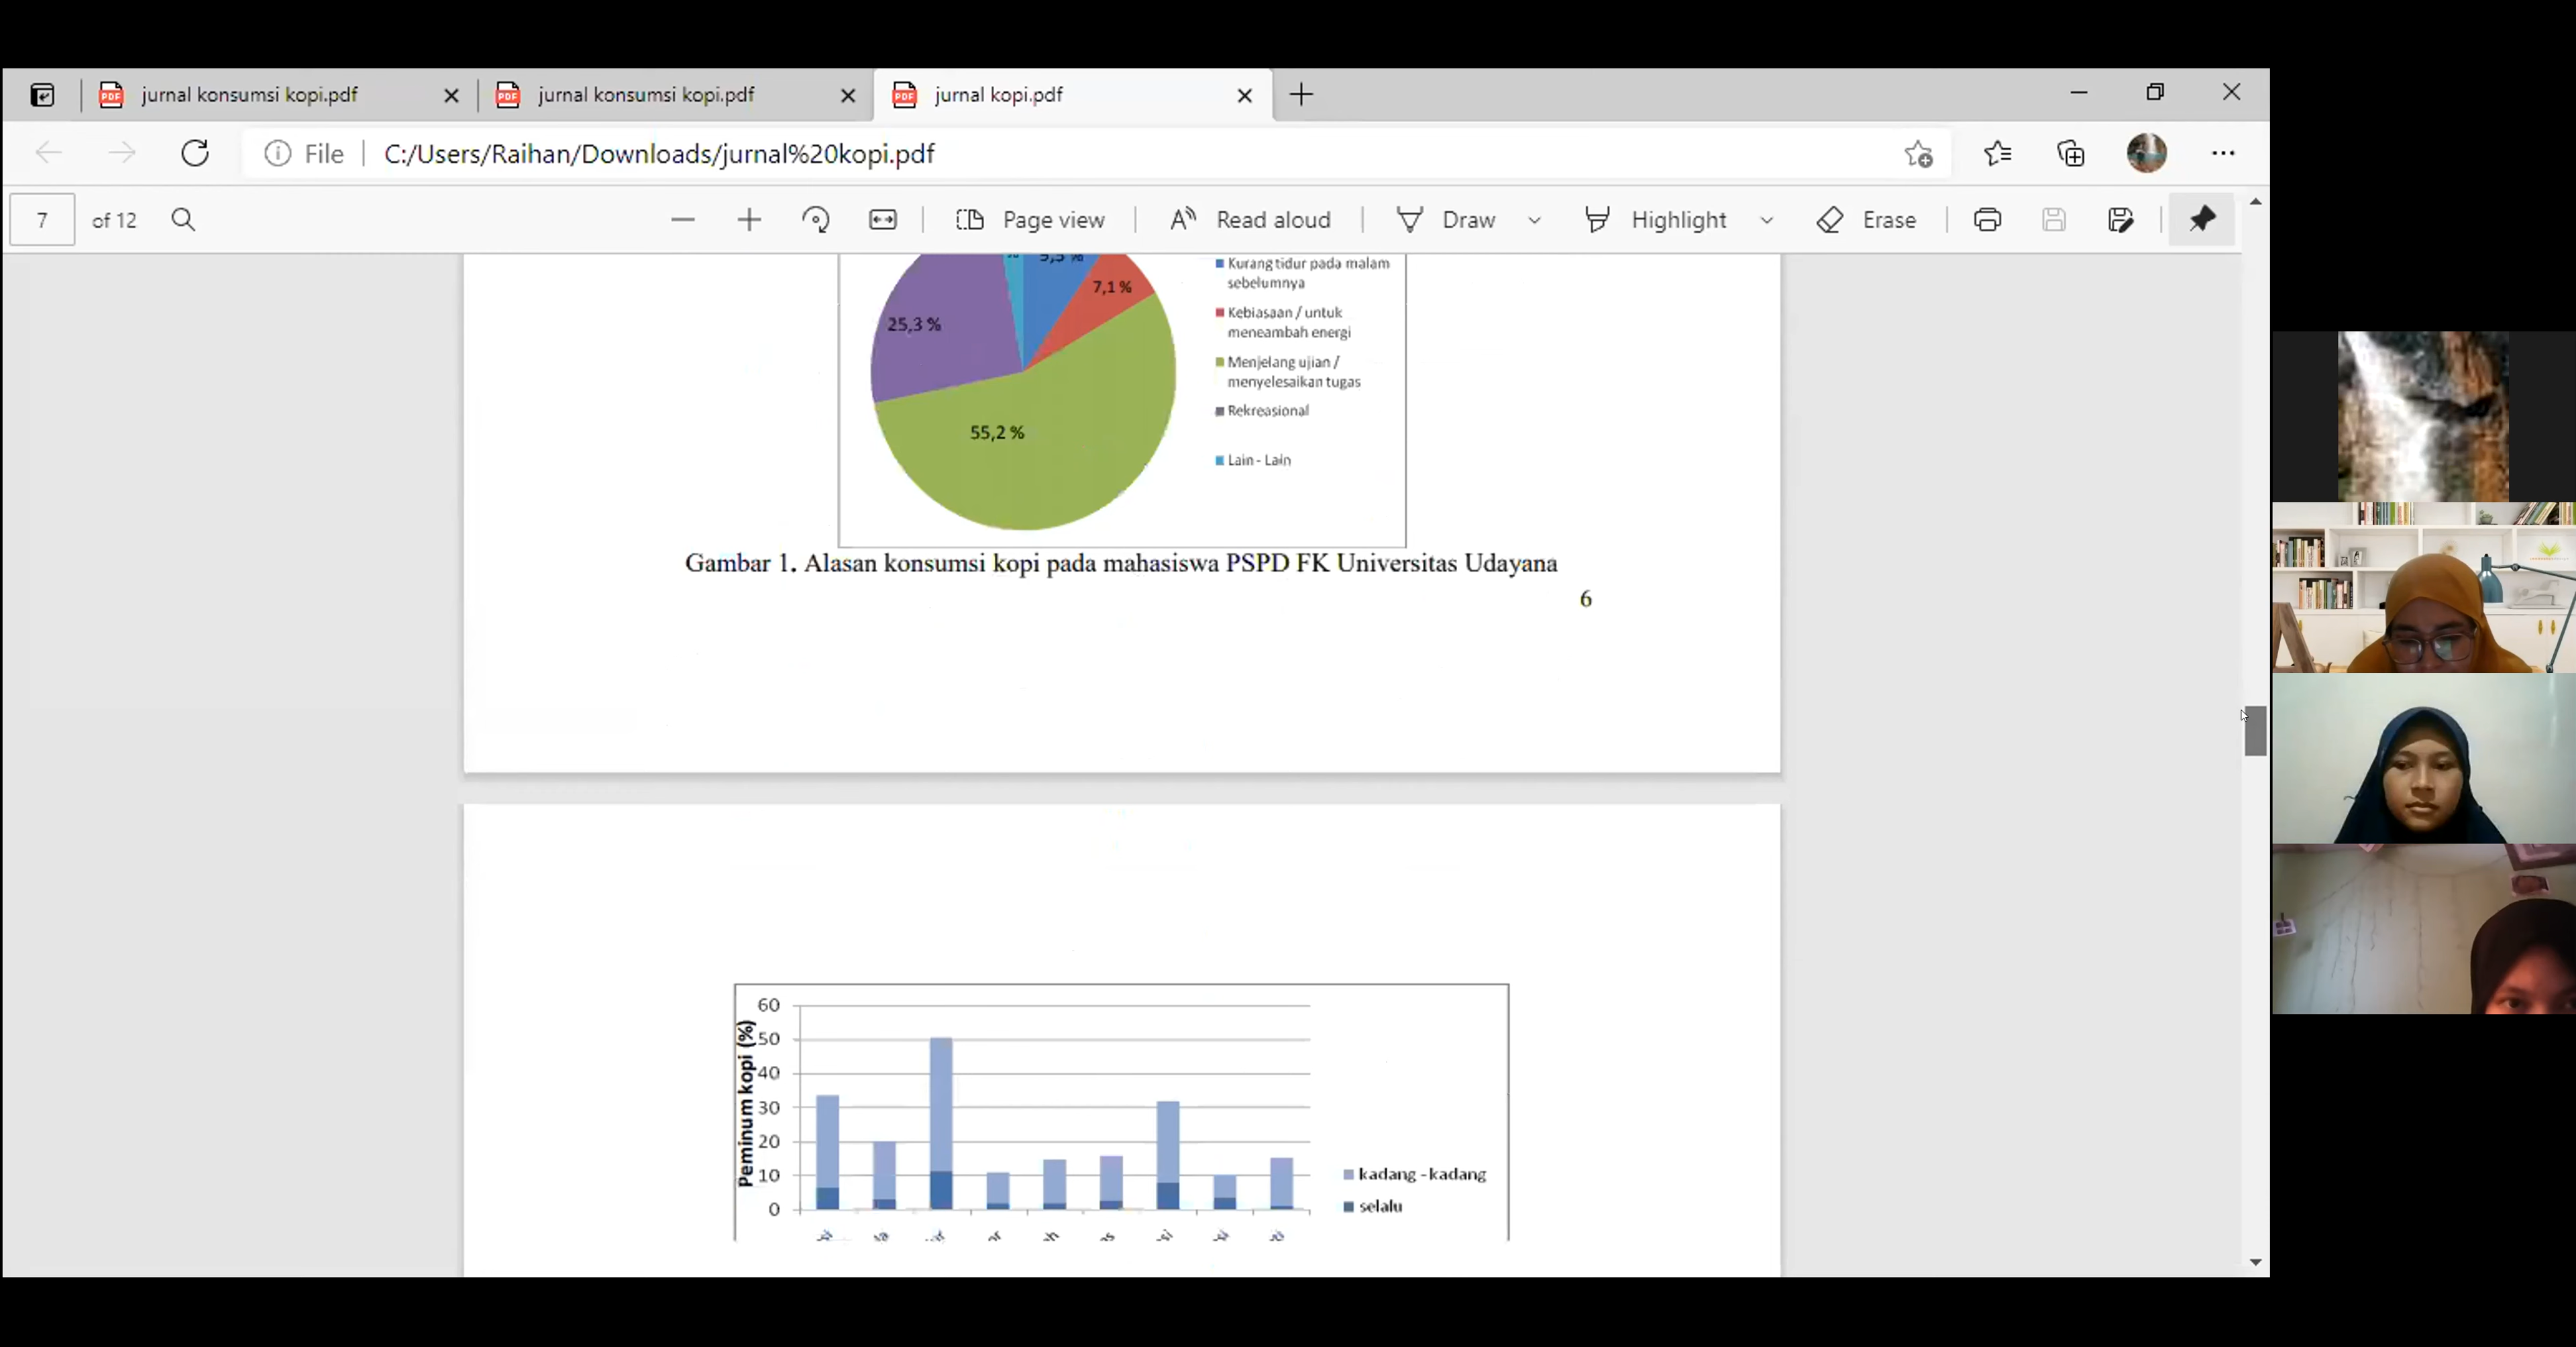 jurnal konsumsi kopi.pdf
jurnal konsumsi kopi.pdf
jurnal kopi.pdf
File
C:/Users/Raihan/Downloads/jurnal%20kopi.pdf
7 of 12
Page view
Read aloud
Draw
Highlight
Erase
7,1 %
25,3 %
55,2 %
Kurang tidur pada malam
sebelumnya
Kebiasaan / untuk
meneambah energi
Menjelang ujian /
menyelesaikan tugas
Rekreasional
Lain - Lain
Gambar 1. Alasan konsumsi kopi pada mahasiswa PSPD FK Universitas Udayana
6
Peminum kopi (%)
60
50
40
30
20
10
0
kadang - kadang
selalu